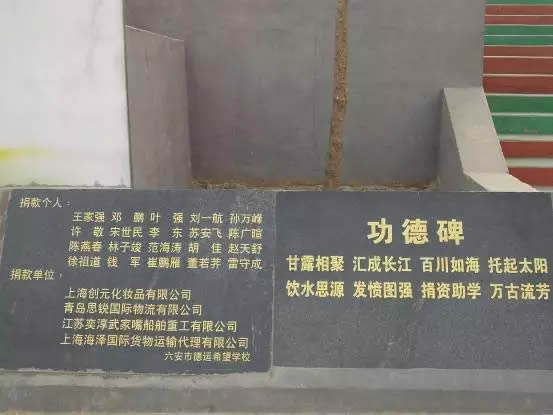 捐款个人：
王家强 邓 鹏 叶 强 刘一航 孙万峰
许 敬 宋世民 李 东 苏安飞 陈广暄
陈燕春 林子竣 范海涛 胡 佳 赵天舒
徐祖道 钱 军 崔鹏雁 董若荠 雷守成
捐款单位：
上海创元化妆品有限公司
青岛思锐国际物流有限公司
江苏奕淳武家嘴船舶重工有限公司
上海海泽国际货物运输代理有限公司
六安市德运希望学校
功德碑
甘露相聚 汇成长江 百川如海 托起太阳
饮水思源 发愤图强 捐资助学 万古流芳